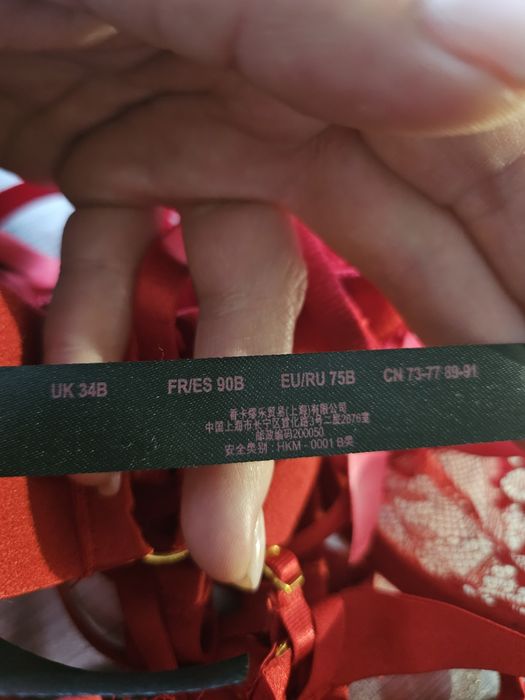 UK 34B FR/ES 90B EU/RU 75B CN 73-77 89-91
香卡缪乐贸易(上海)有限公司
中国上海市长宁区宣化路3号二层2676室
邮政编码200050
安全类别 : HKM - 0001 B类